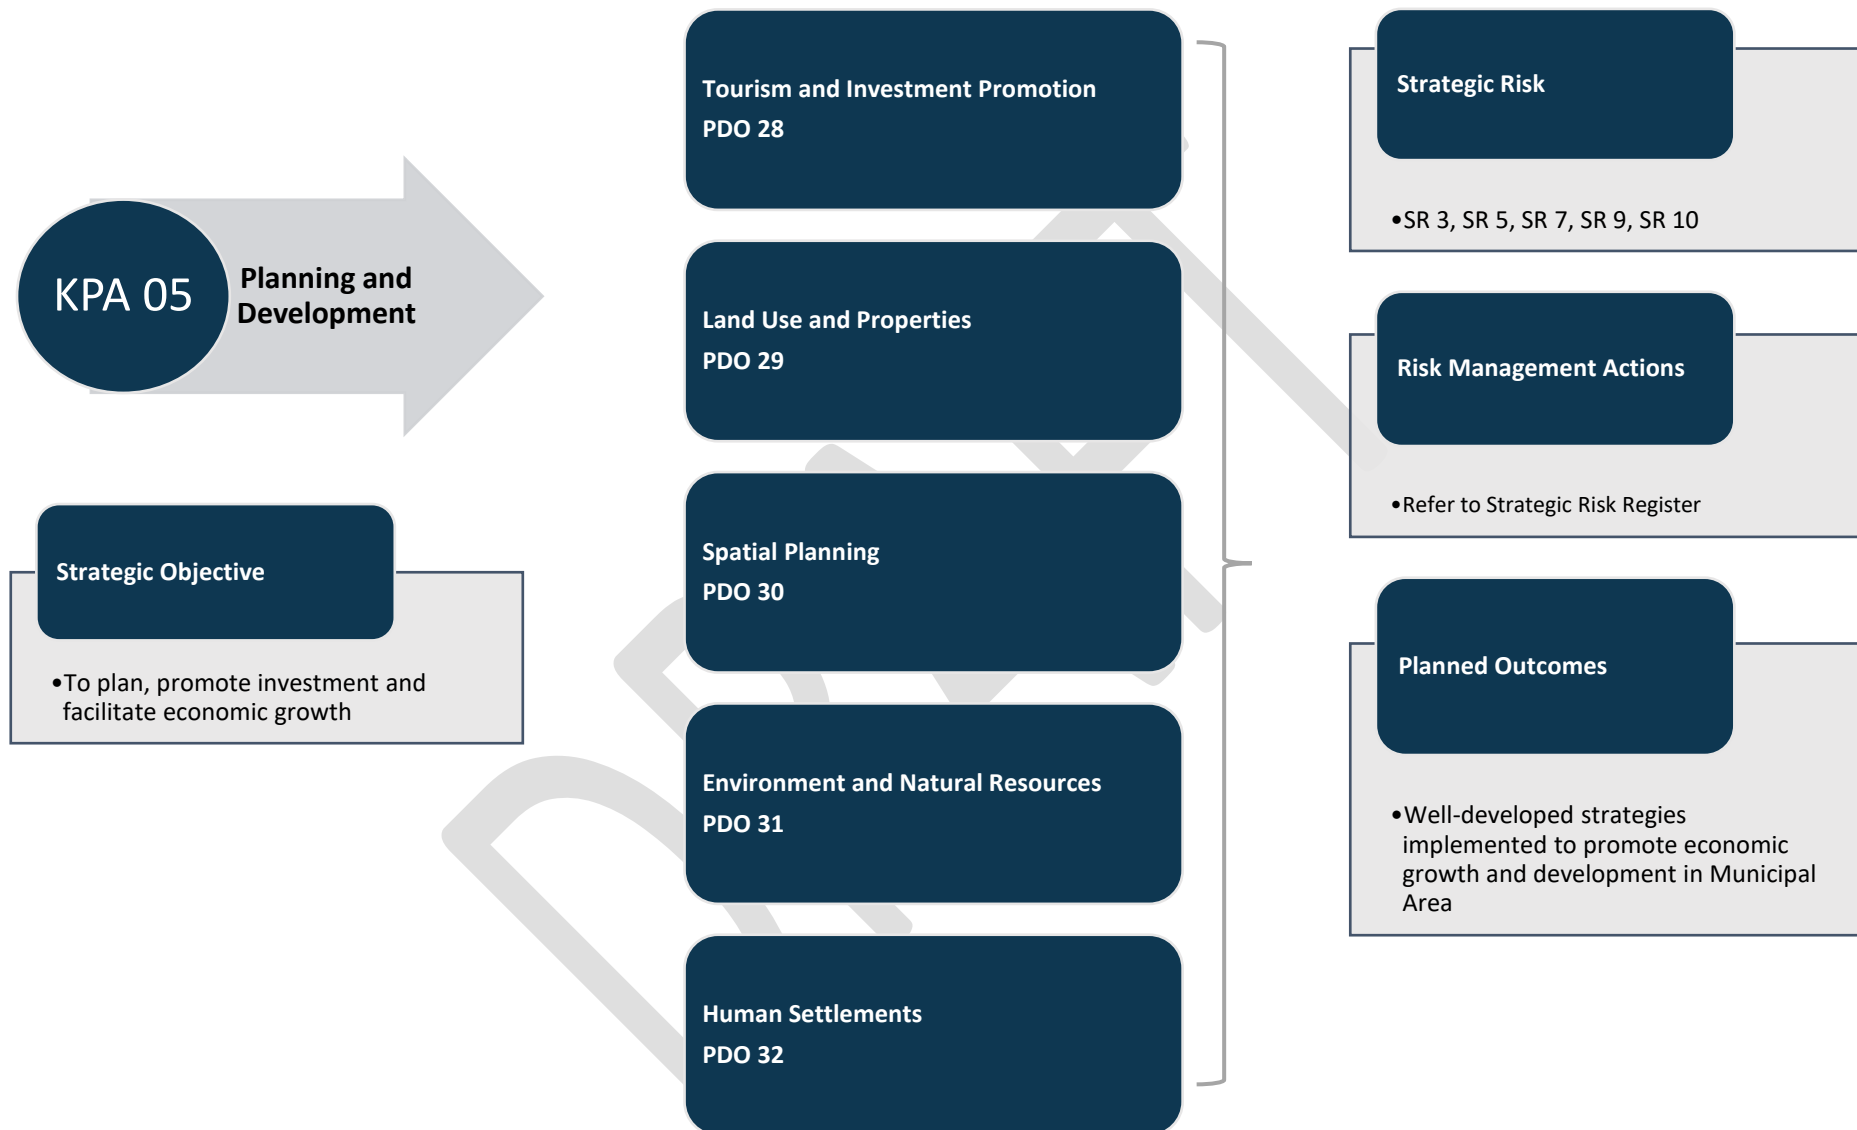 KPA 05
Planning and
Development
Strategic Objective
•To plan, promote investment and
facilitate economic growth
Tourism and Investment Promotion
PDO 28
Land Use and Properties
PDO 29
Spatial Planning
PDO 30
Environment and Natural Resources
PDO 31
Human Settlements
PDO 32
Strategic Risk
•SR 3, SR 5, SR 7, SR 9, SR 10
Risk Management Actions
•Refer to Strategic Risk Register
Planned Outcomes
•Well-developed strategies
implemented to promote economic
growth and development in Municipal
Area
DRAFT